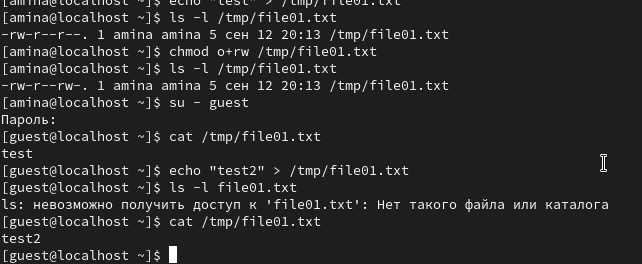 [amina@localhost ~]$ echo "test" > /tmp/file01.txt
[amina@localhost ~]$ ls -l /tmp/file01.txt
-rw-r--r--. 1 amina amina 5 сен 12 20:13 /tmp/file01.txt
[amina@localhost ~]$ chmod o+rw /tmp/file01.txt
[amina@localhost ~]$ ls -l /tmp/file01.txt
-rw-r--rw-. 1 amina amina 5 сен 12 20:13 /tmp/file01.txt
[amina@localhost ~]$ su - guest
Пароль:
[guest@localhost ~]$ cat /tmp/file01.txt
test
[guest@localhost ~]$ echo "test2" > /tmp/file01.txt
[guest@localhost ~]$ ls -l file01.txt
ls: невозможно получить доступ к 'file01.txt': Нет такого файла или каталога
[guest@localhost ~]$ cat /tmp/file01.txt
test2
[guest@localhost ~]$